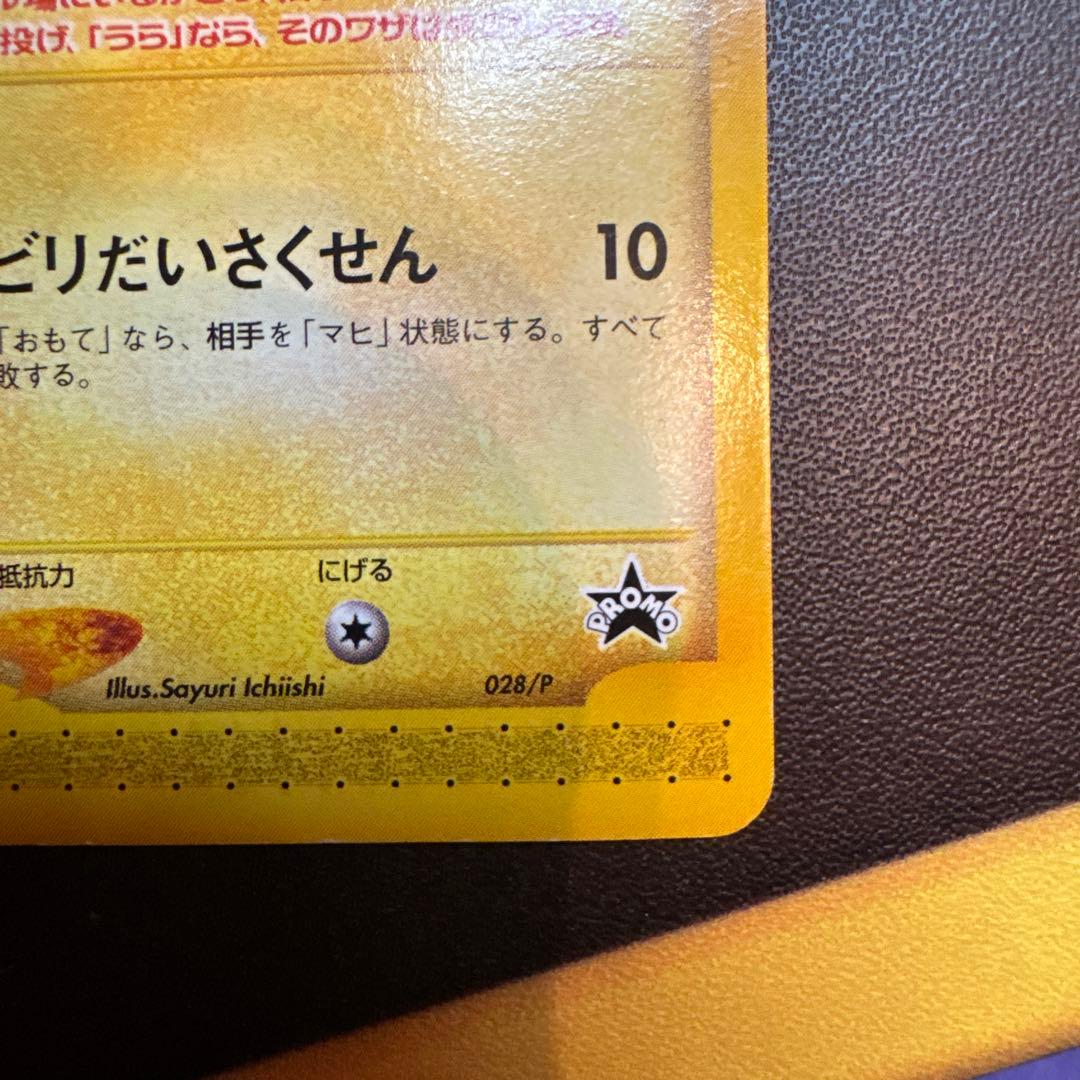 投げ、「うら」なら、そのワザは
ビリだいさくせん 10
「おもて」なら、相手を「マヒ」状態にする。すべて
敗する。
抵抗力 にげる
PROMO
Illus.Sayuri Ichiishi 028/P